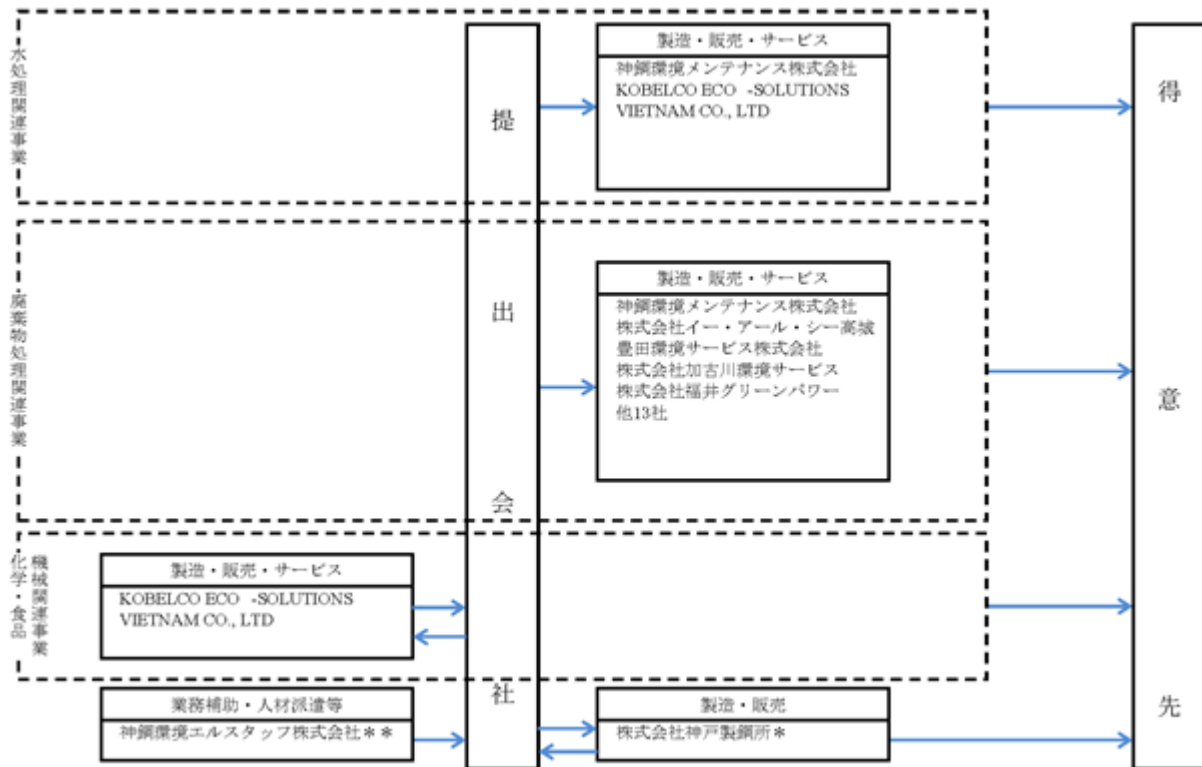 水処理関連事業
製造・販売・サービス
神鋼環境メンテナンス株式会社
KOBELCO ECO -SOLUTIONS
VIETNAM CO., LTD
廃棄物処理関連事業
製造・販売・サービス
神鋼環境メンテナンス株式会社
株式会社イー・アール・シー高城
豊田環境サービス株式会社
株式会社加古川環境サービス
株式会社福井グリーンパワー
他13社
化学・食品
機械関連事業
製造・販売・サービス
KOBELCO ECO -SOLUTIONS
VIETNAM CO., LTD
業務補助・人材派遣等
神鋼環境エルスタッフ株式会社＊＊
提出会社
製造・販売
株式会社神戸製鋼所＊
得意先